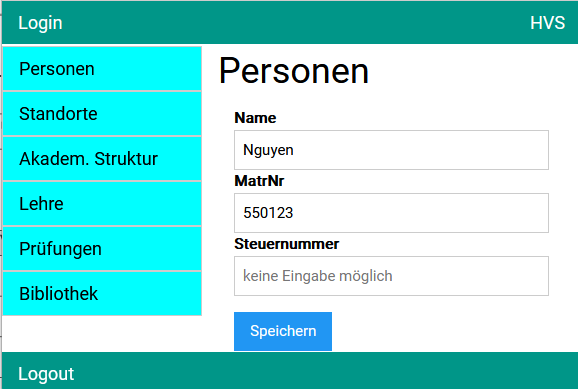 Login
HVS
Personen
Standorte
Akadem. Struktur
Lehre
Prüfungen
Bibliothek
Personen
Name
Nguyen
MatrNr
550123
Steuernummer
keine Eingabe möglich
Speichern
Logout